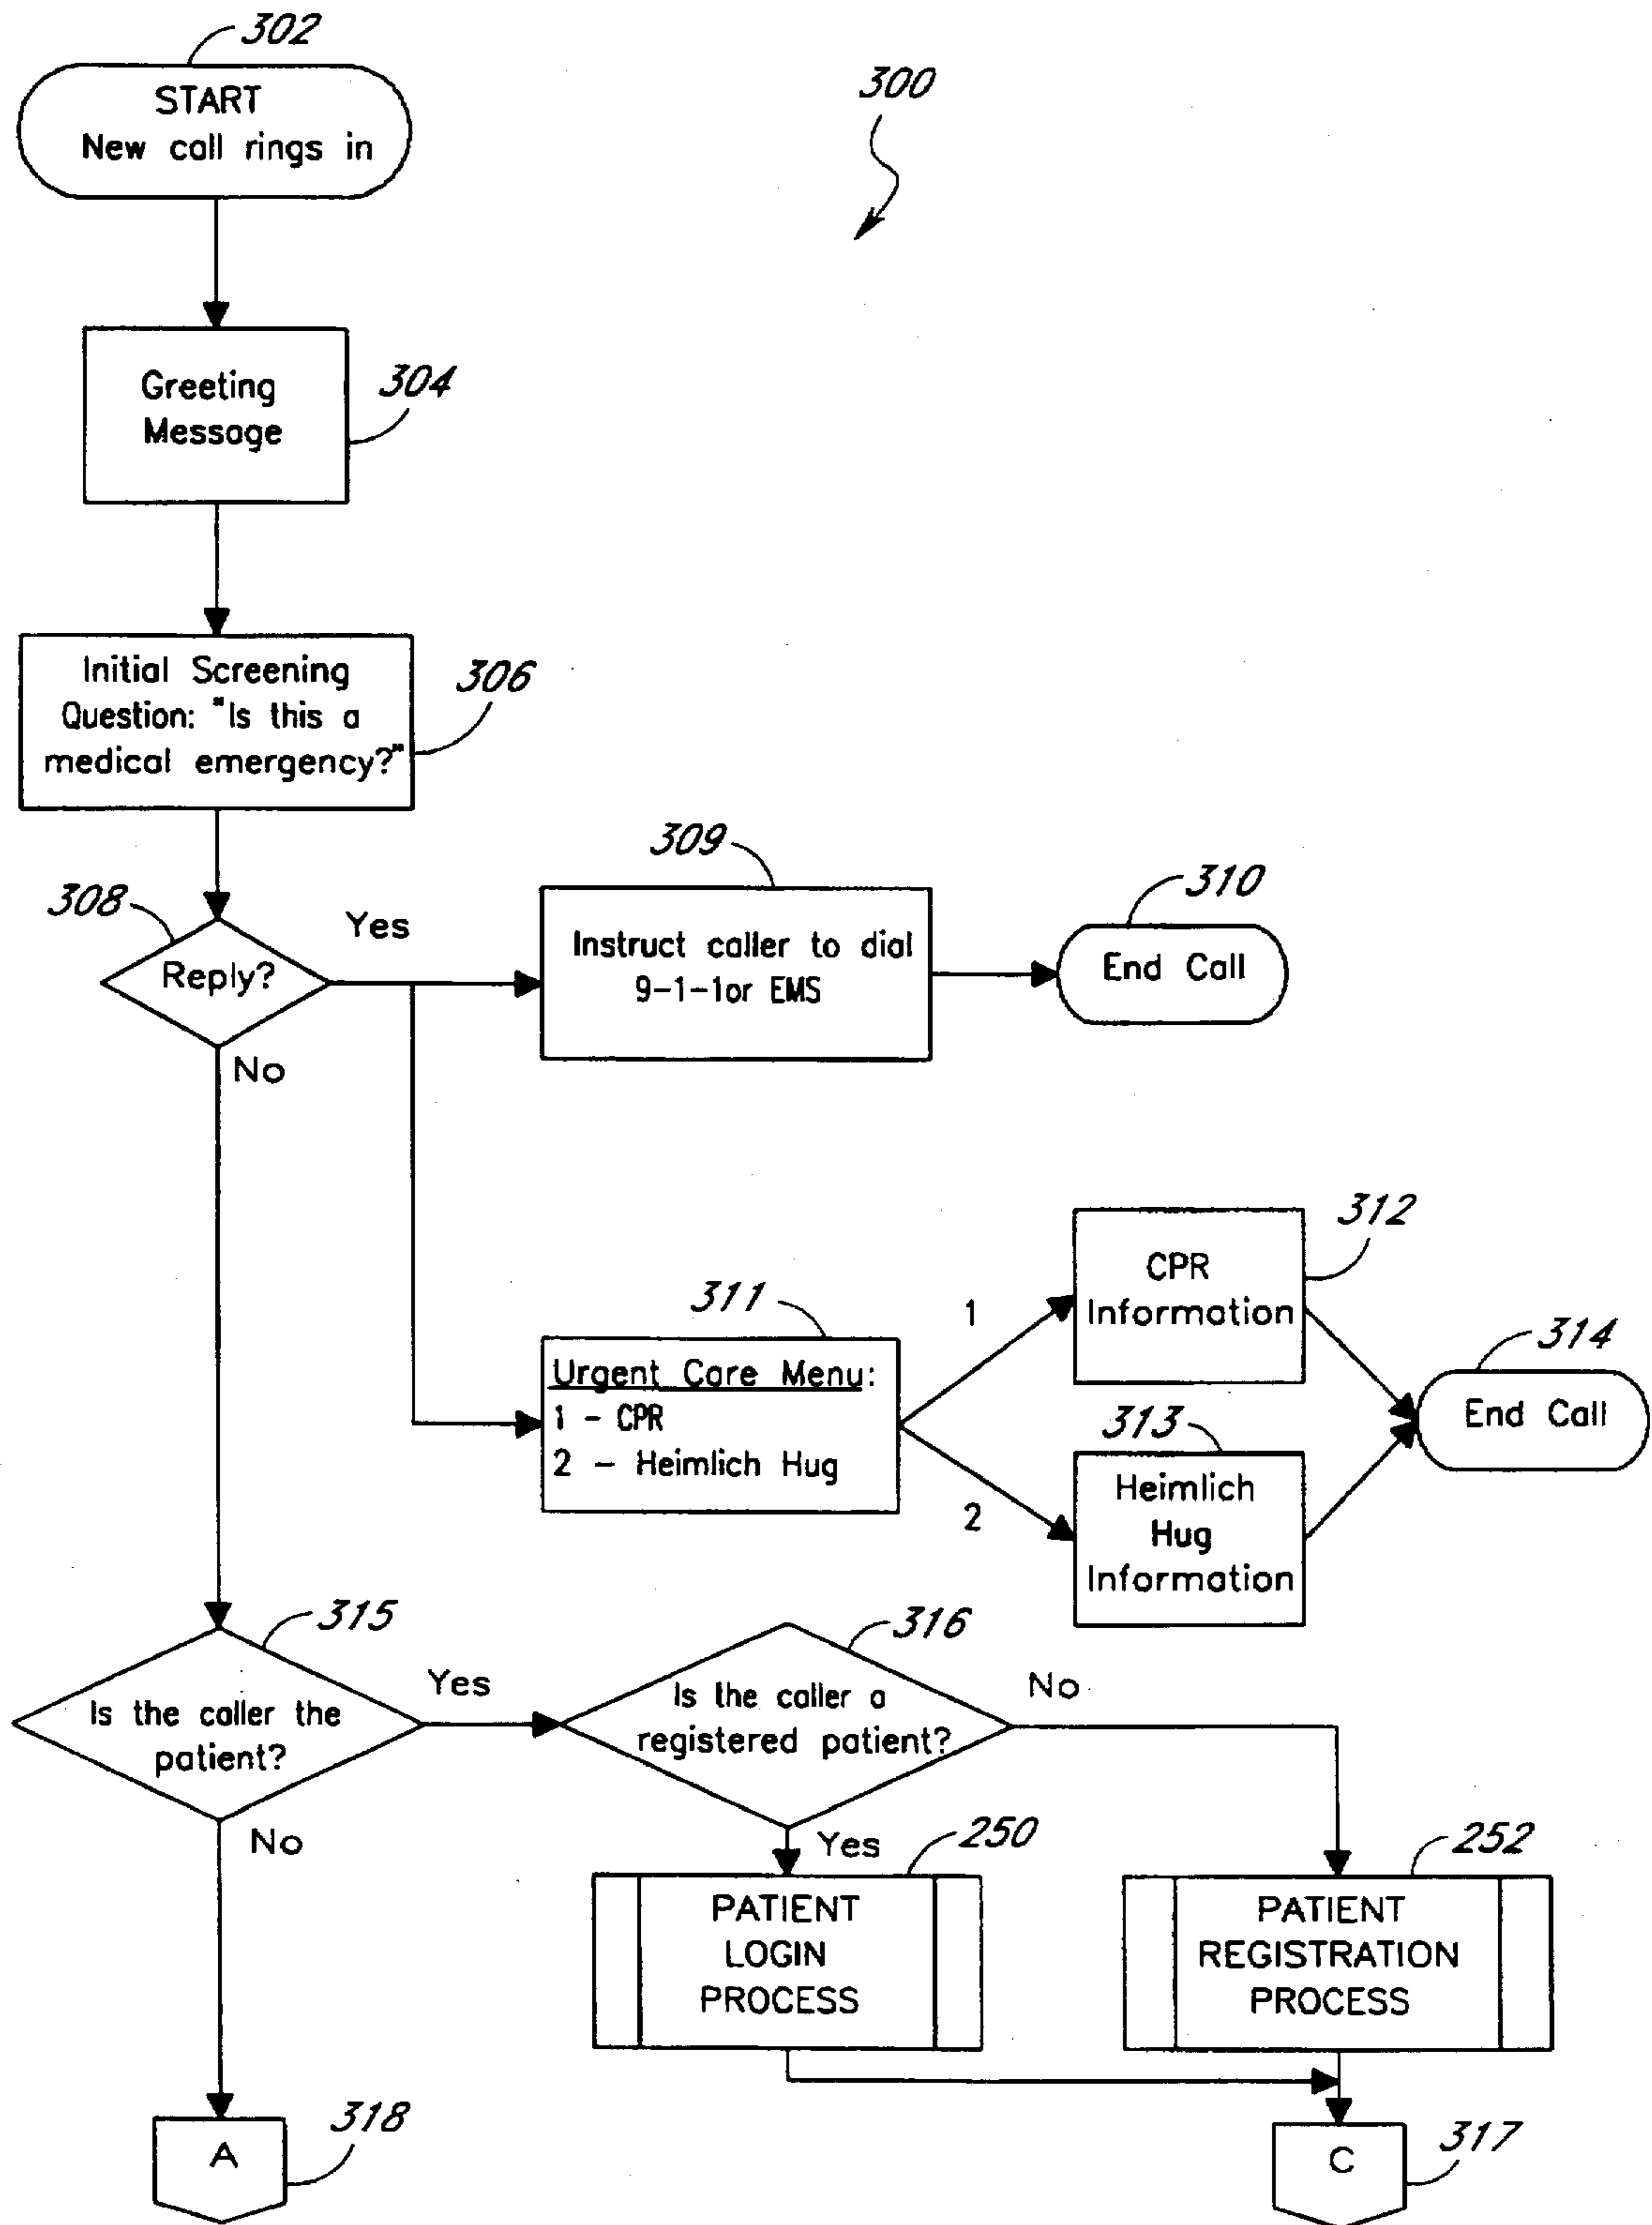 302
START
New call rings in
300
Greeting
Message
304
Initial Screening
Question: "Is this a
medical emergency?"
306
308
Reply?
Yes
No
309
Instruct caller to dial
9-1-1or EMS
310
End Call
311
Urgent Care Menu:
1 - CPR
2 - Heimlich Hug
1
2
312
CPR
Information
313
Heimlich
Hug
Information
314
End Call
315
Is the caller the
patient?
Yes
No
316
Is the caller a
registered patient?
No
Yes
250
PATIENT
LOGIN
PROCESS
252
PATIENT
REGISTRATION
PROCESS
A
318
C
317